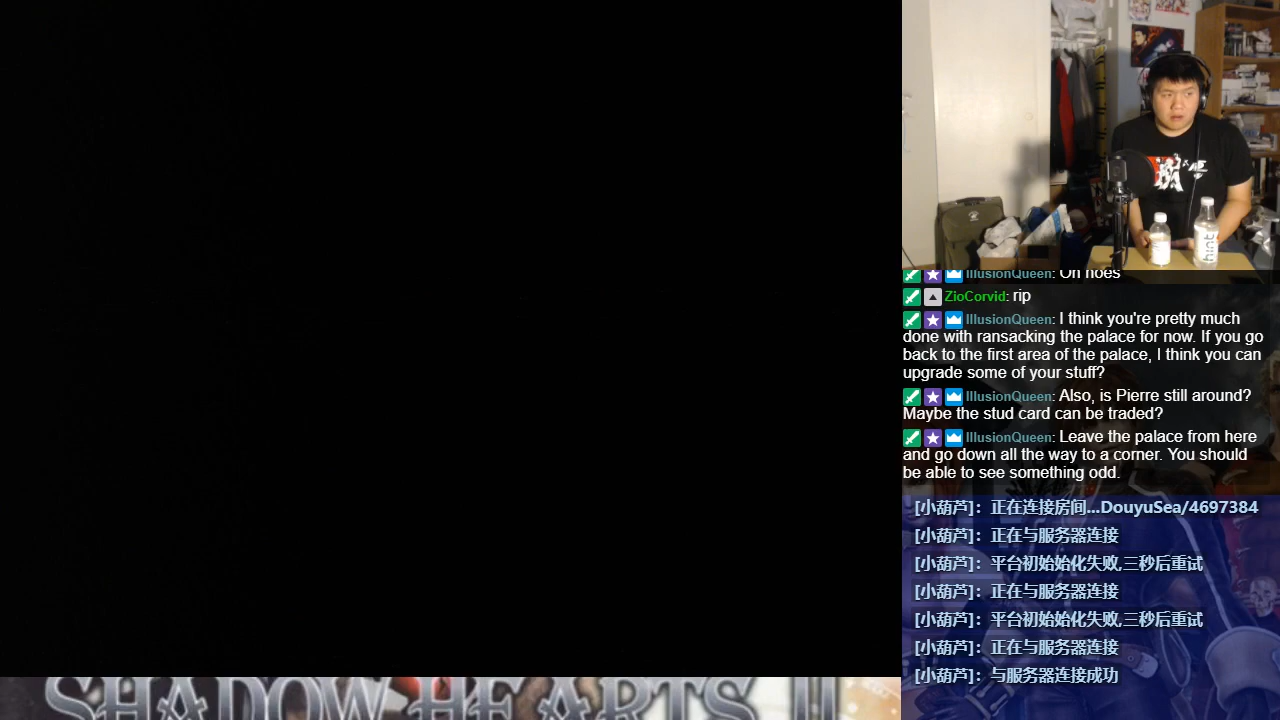 hint
IllusionQueen: Oh noes
ZioCorvid: rip
IllusionQueen: I think you're pretty much
done with ransacking the palace for now. If you go
back to the first area of the palace, I think you can
upgrade some of your stuff?
IllusionQueen: Also, is Pierre still around?
Maybe the stud card can be traded?
IllusionQueen: Leave the palace from here
and go down all the way to a corner. You should
be able to see something odd.
[小葫芦]：正在连接房间...DouyuSea/4697384
[小葫芦]：正在与服务器连接
[小葫芦]：平台初始始化失败,三秒后重试
[小葫芦]：正在与服务器连接
[小葫芦]：平台初始始化失败,三秒后重试
[小葫芦]：正在与服务器连接
[小葫芦]：与服务器连接成功
SHADOW HEARTS II